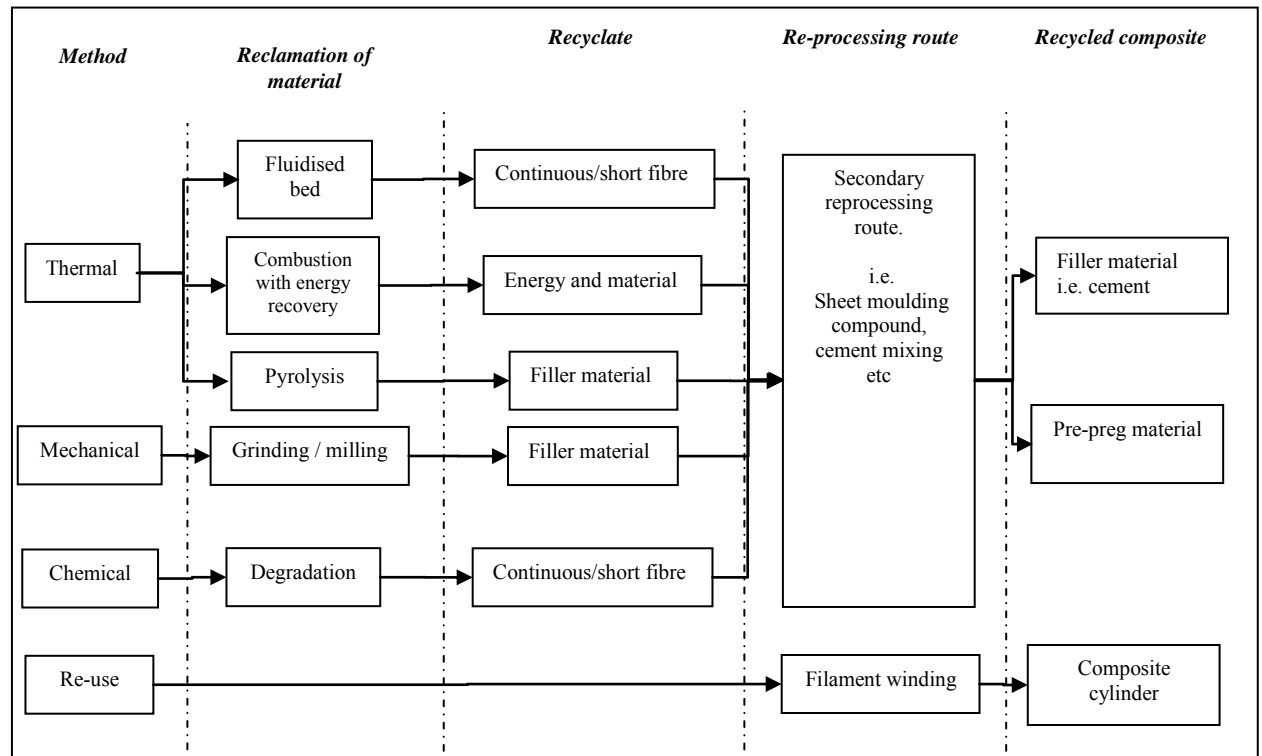 Method
Reclamation of
material
Recyclate
Re-processing route
Recycled composite
Thermal
Fluidised
bed
Continuous/short fibre
Combustion
with energy
recovery
Energy and material
Pyrolysis
Filler material
Mechanical
Grinding / milling
Filler material
Chemical
Degradation
Continuous/short fibre
Secondary
reprocessing
route.
i.e.
Sheet moulding
compound,
cement mixing
etc
Filler material
i.e. cement
Pre-preg material
Re-use
Filament winding
Composite
cylinder